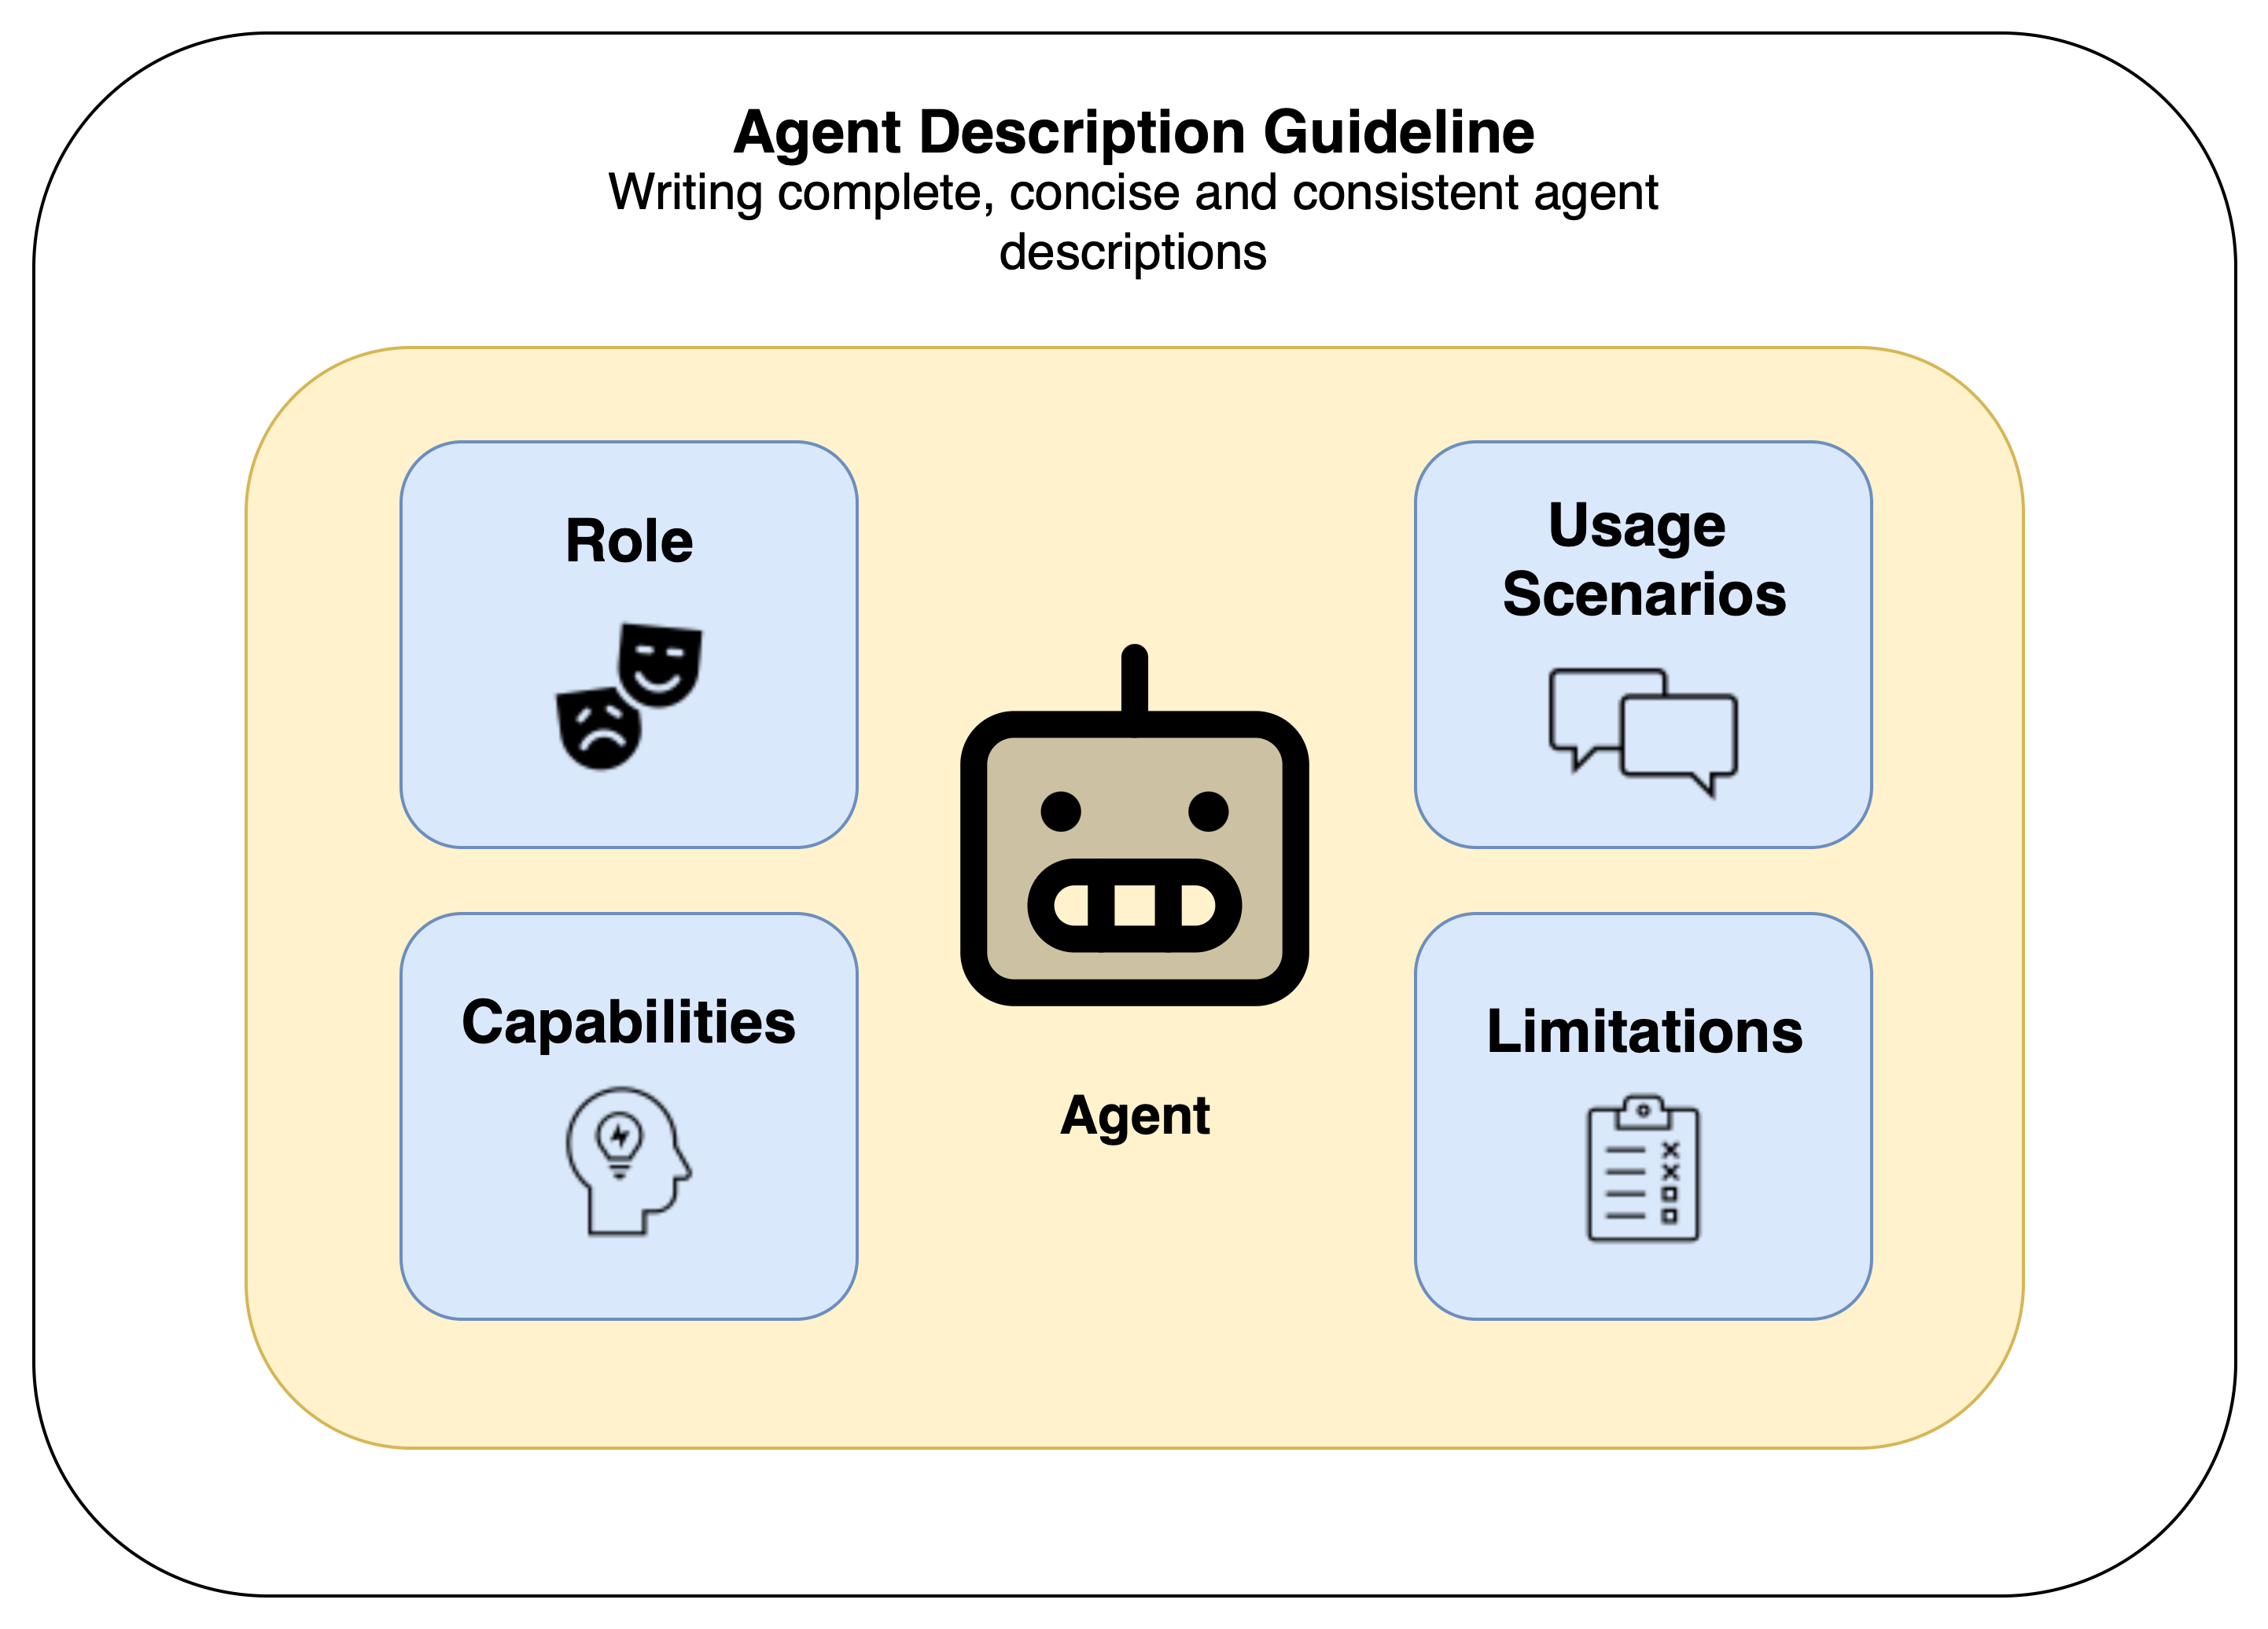 Agent Description Guideline
Writing complete, concise and consistent agent
descriptions
Role
Usage
Scenarios
Capabilities
Agent
Limitations